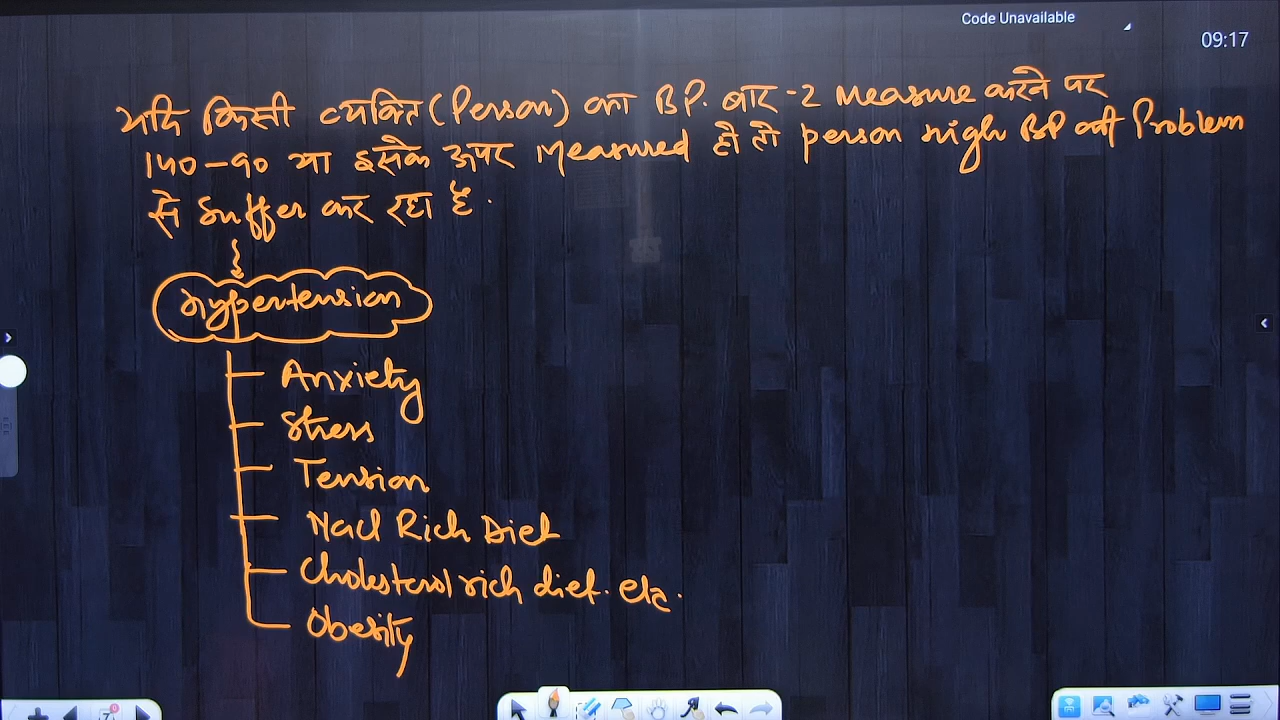 Code Unavailable
09:17
यदि किसी व्यक्ति (Person) का BP. बार-2 measure करने पर
140-90 या इसके ऊपर measured हो तो person high BP की Problem
से suffer कर रहा है.
Hypertension
Anxiety
Stress
Tension
Nacl Rich Diet
Cholesterol rich diet. etc.
Obesity